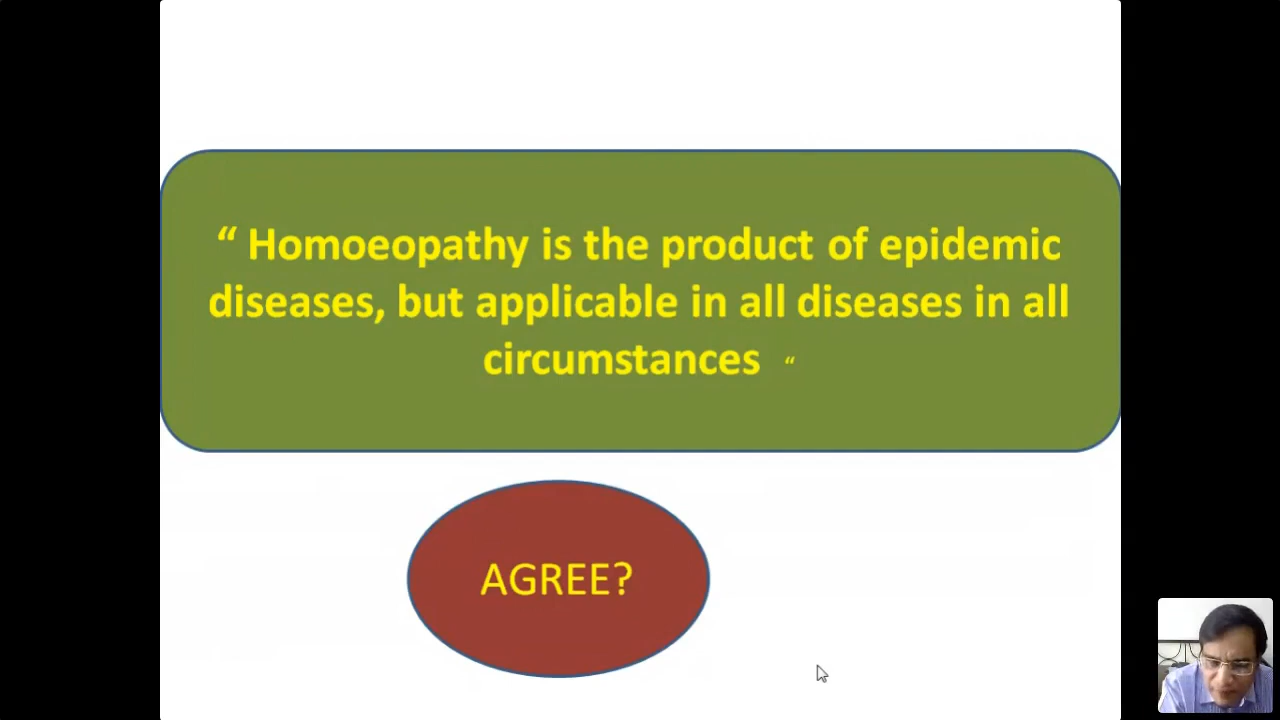 “ Homoeopathy is the product of epidemic
diseases, but applicable in all diseases in all
circumstances “
AGREE?